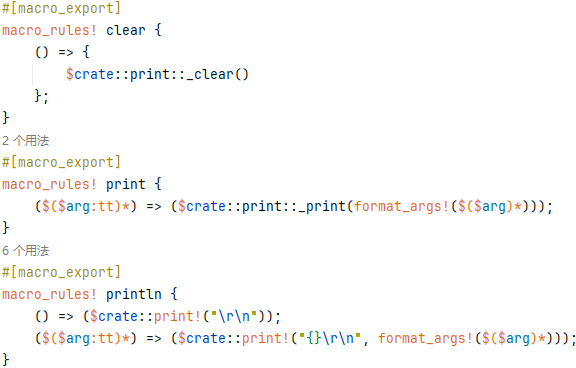 #[macro_export]
macro_rules! clear {
    () => {
        $crate::print::_clear()
    };
}
2 个用法
#[macro_export]
macro_rules! print {
    ($($arg:tt)*) => ($crate::print::_print(format_args!($($arg)*)));
}
6 个用法
#[macro_export]
macro_rules! println {
    () => ($crate::print!("\r\n"));
    ($($arg:tt)*) => ($crate::print!("{}\r\n", format_args!($($arg)*)));
}